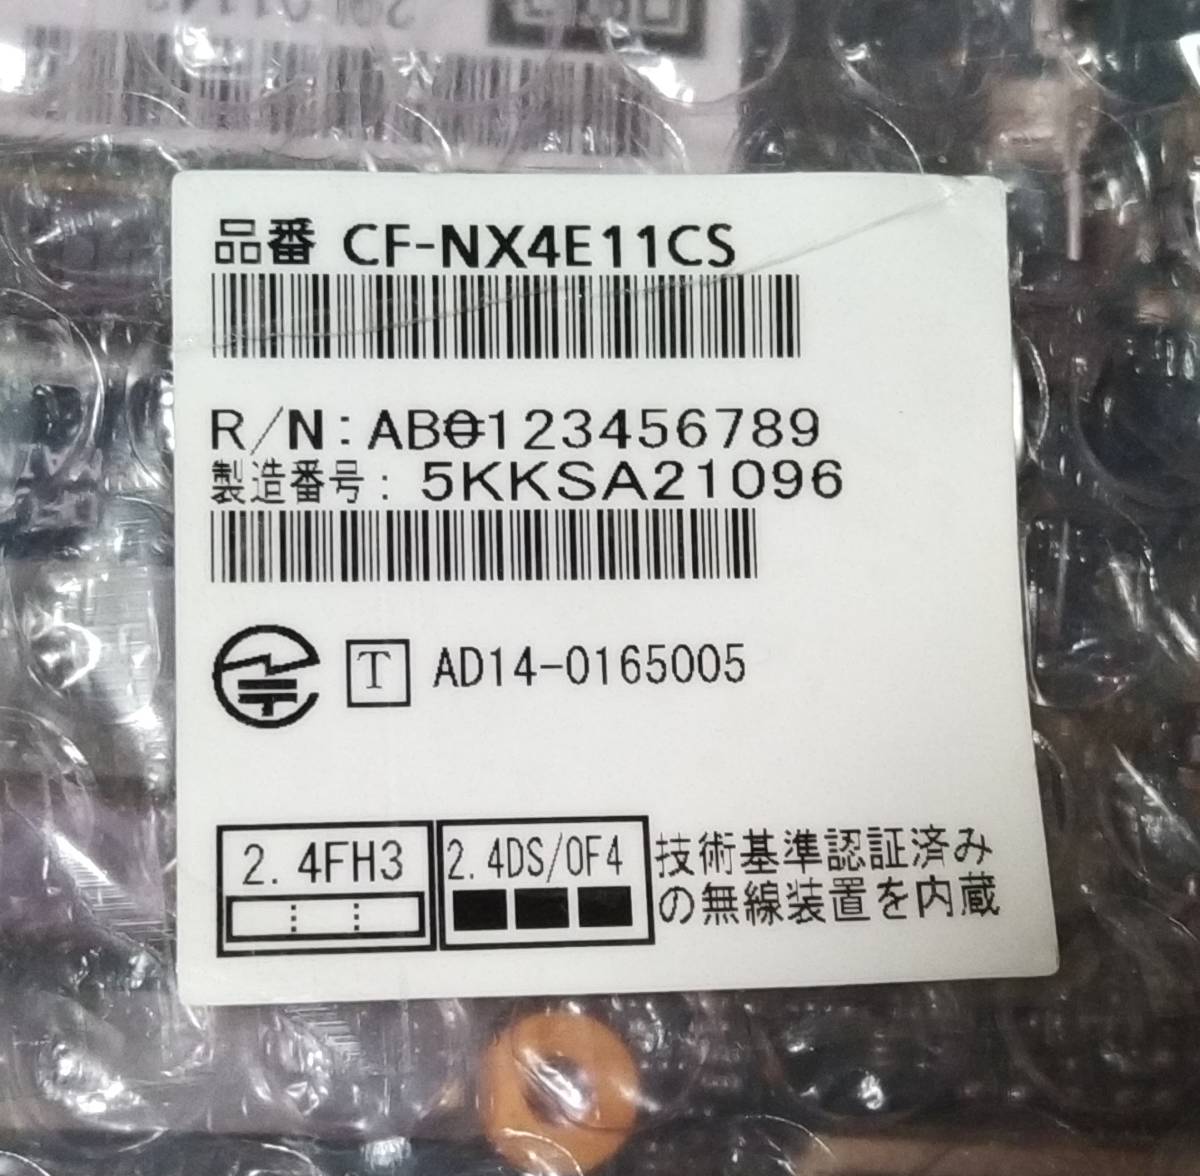 品番 CF-NX4E11CS
R/N: AB0123456789
製造番号: 5KKSA21096
T AD14-0165005
2.4FH3 2.4DS/OF4 技術基準認証済み
の無線装置を内蔵